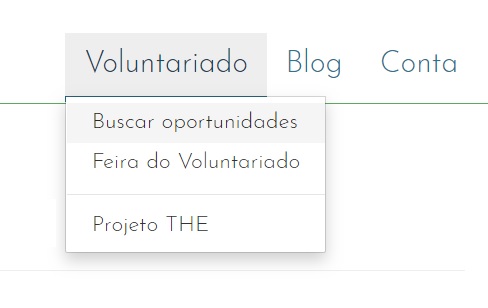 Voluntariado Blog Conta
Buscar oportunidades
Feira do Voluntariado
Projeto THE